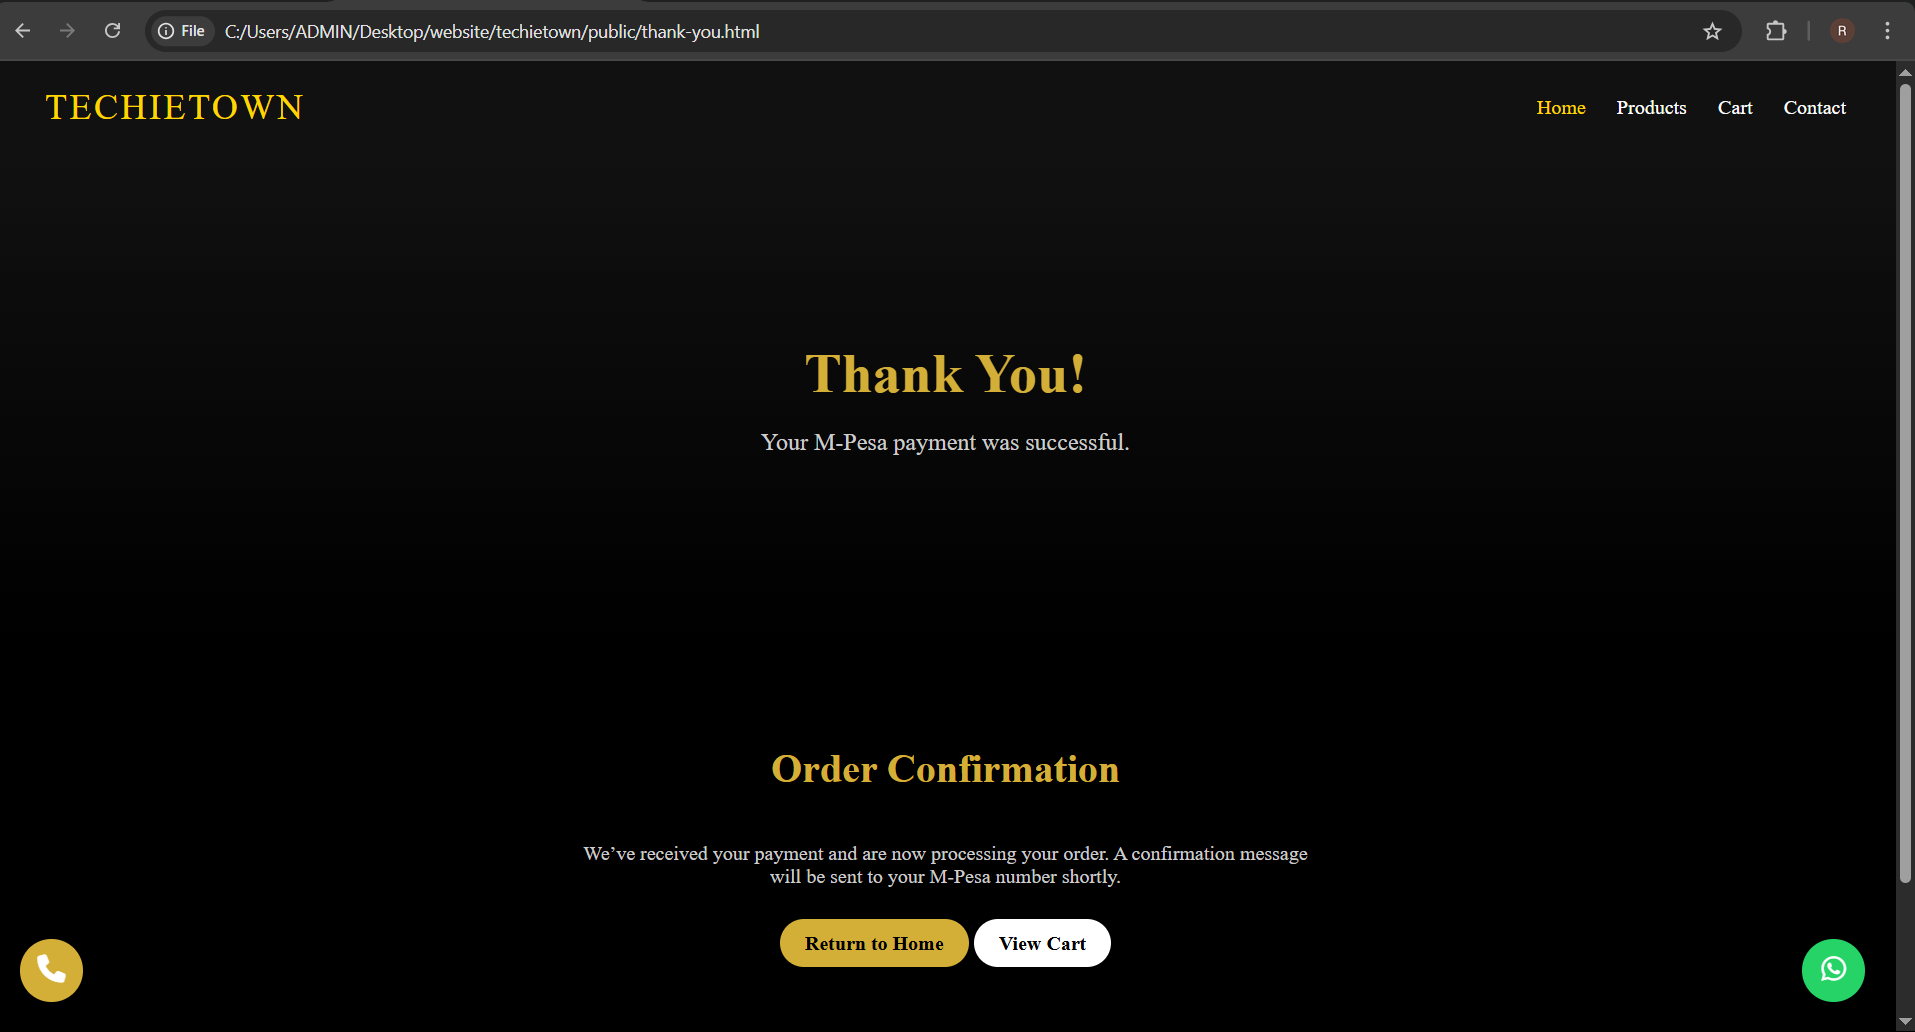 File
C:/Users/ADMIN/Desktop/website/techietown/public/thank-you.html
R
TECHIETOWN
Home Products Cart Contact
Thank You!
Your M-Pesa payment was successful.
Order Confirmation
We’ve received your payment and are now processing your order. A confirmation message
will be sent to your M-Pesa number shortly.
Return to Home View Cart